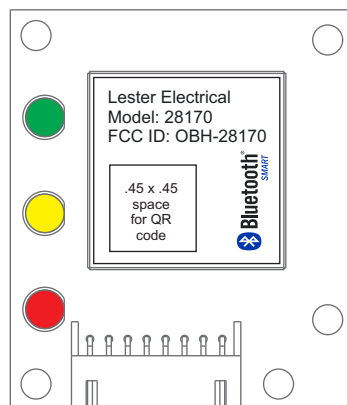 Lester Electrical
Model: 28170
FCC ID: OBH-28170
.45 x .45
space
for QR
code
Bluetooth®
SMART